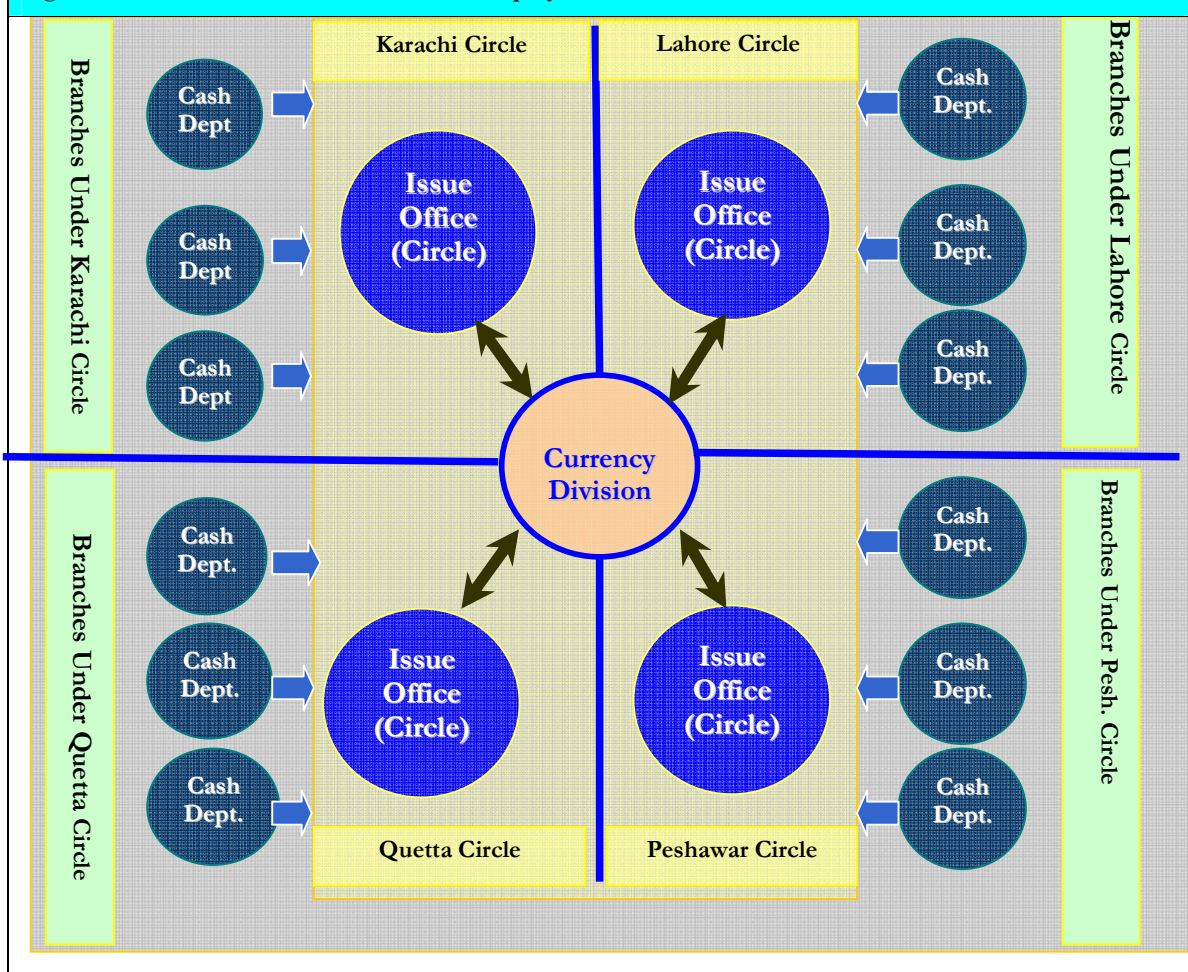 Karachi Circle
Lahore Circle
Branches Under Karachi Circle
Cash
Dept
Cash
Dept
Cash
Dept
Issue
Office
(Circle)
Issue
Office
(Circle)
Cash
Dept.
Cash
Dept.
Cash
Dept.
Branches Under Lahore Circle
Currency
Division
Branches Under Quetta Circle
Cash
Dept.
Cash
Dept.
Cash
Dept.
Issue
Office
(Circle)
Issue
Office
(Circle)
Cash
Dept.
Cash
Dept.
Cash
Dept.
Branches Under Pesh. Circle
Quetta Circle
Peshawar Circle